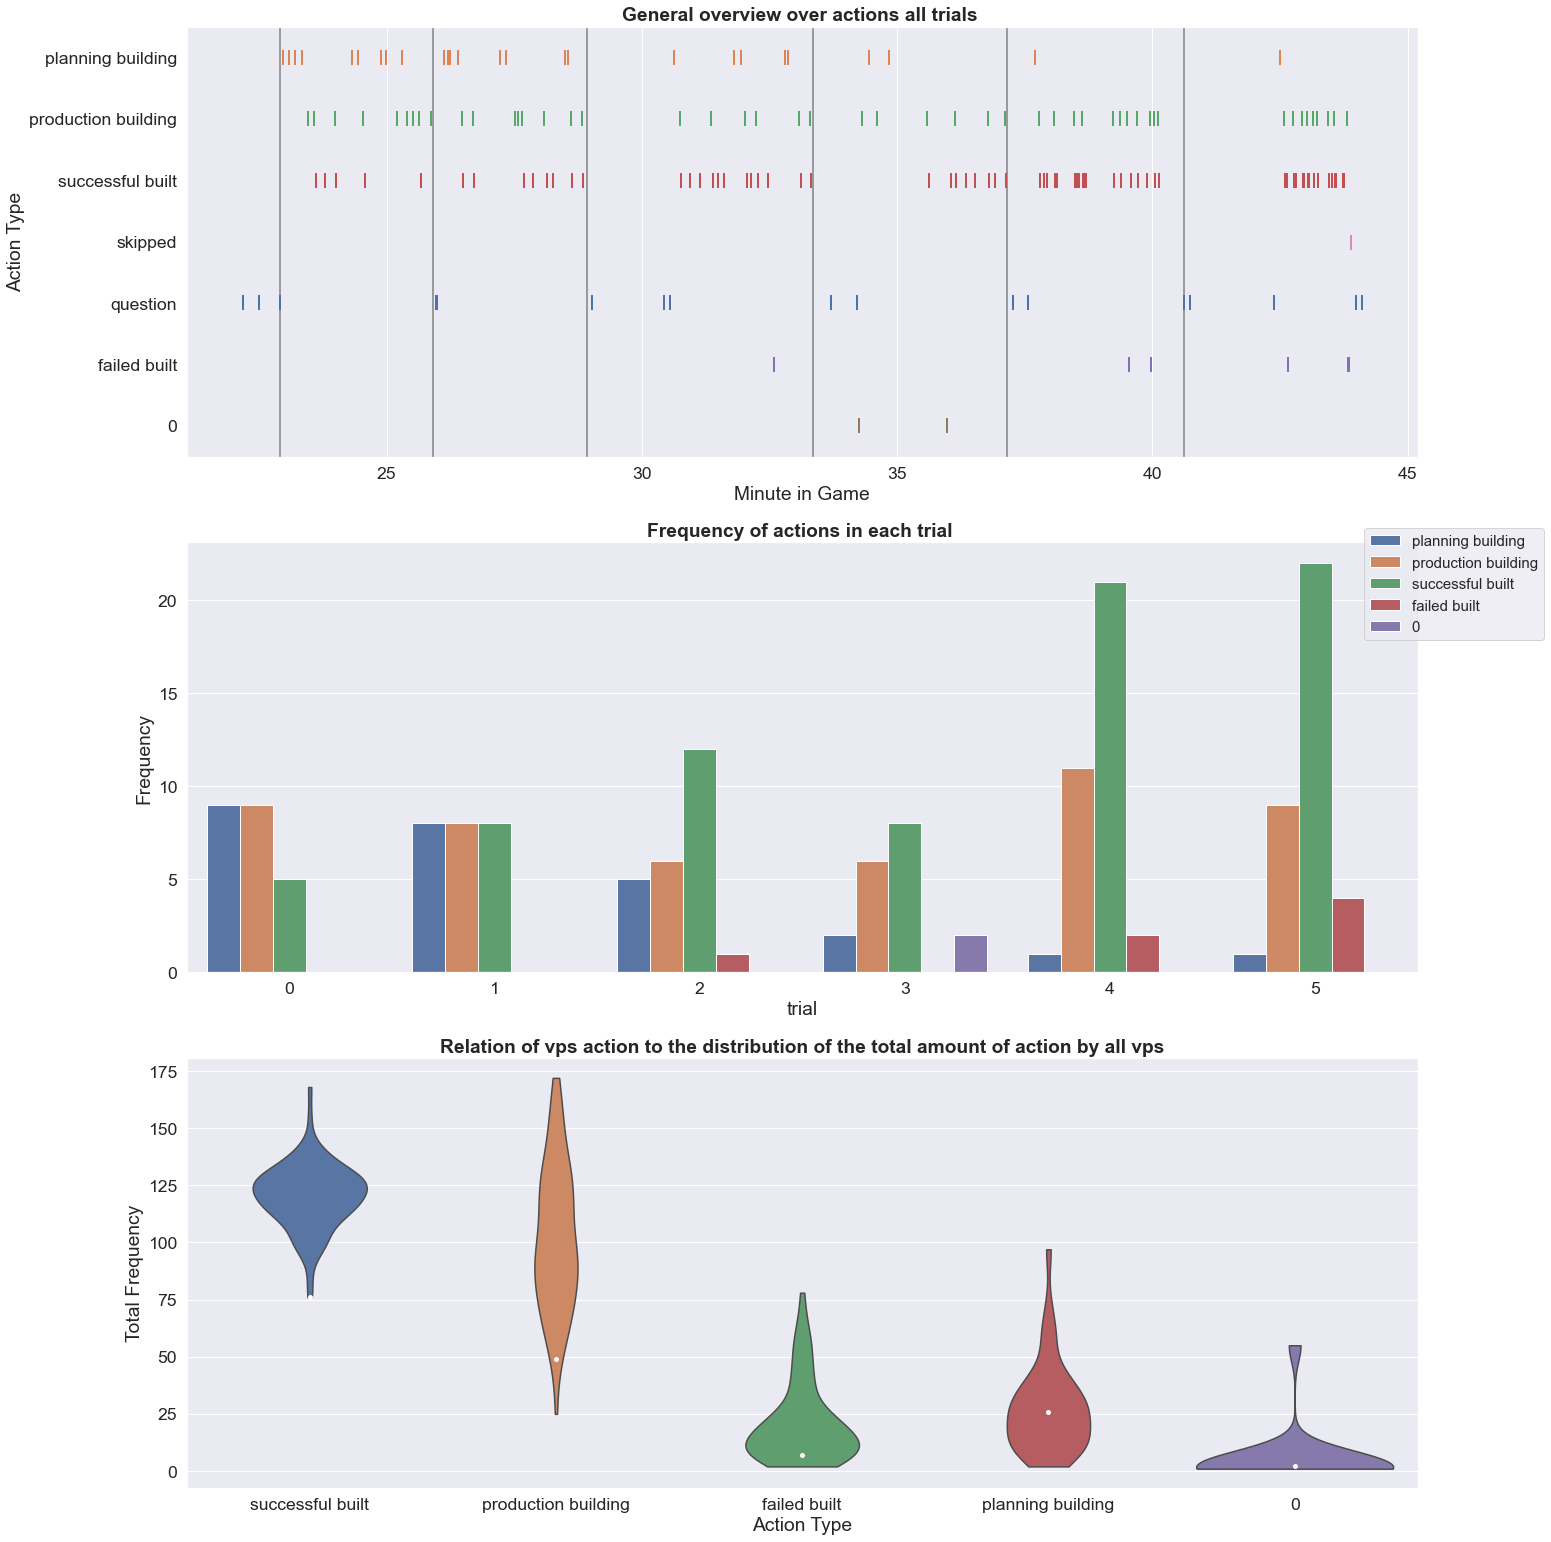 General overview over actions all trials
planning building
production building
successful built
skipped
question
failed built
0
Action Type
25 30 35 40 45
Minute in Game
Frequency of actions in each trial
planning building
production building
successful built
failed built
0
20
15
10
5
0
Frequency
0 1 2 3 4 5
trial
Relation of vps action to the distribution of the total amount of action by all vps
175
150
125
100
75
50
25
0
Total Frequency
successful built production building failed built planning building 0
Action Type